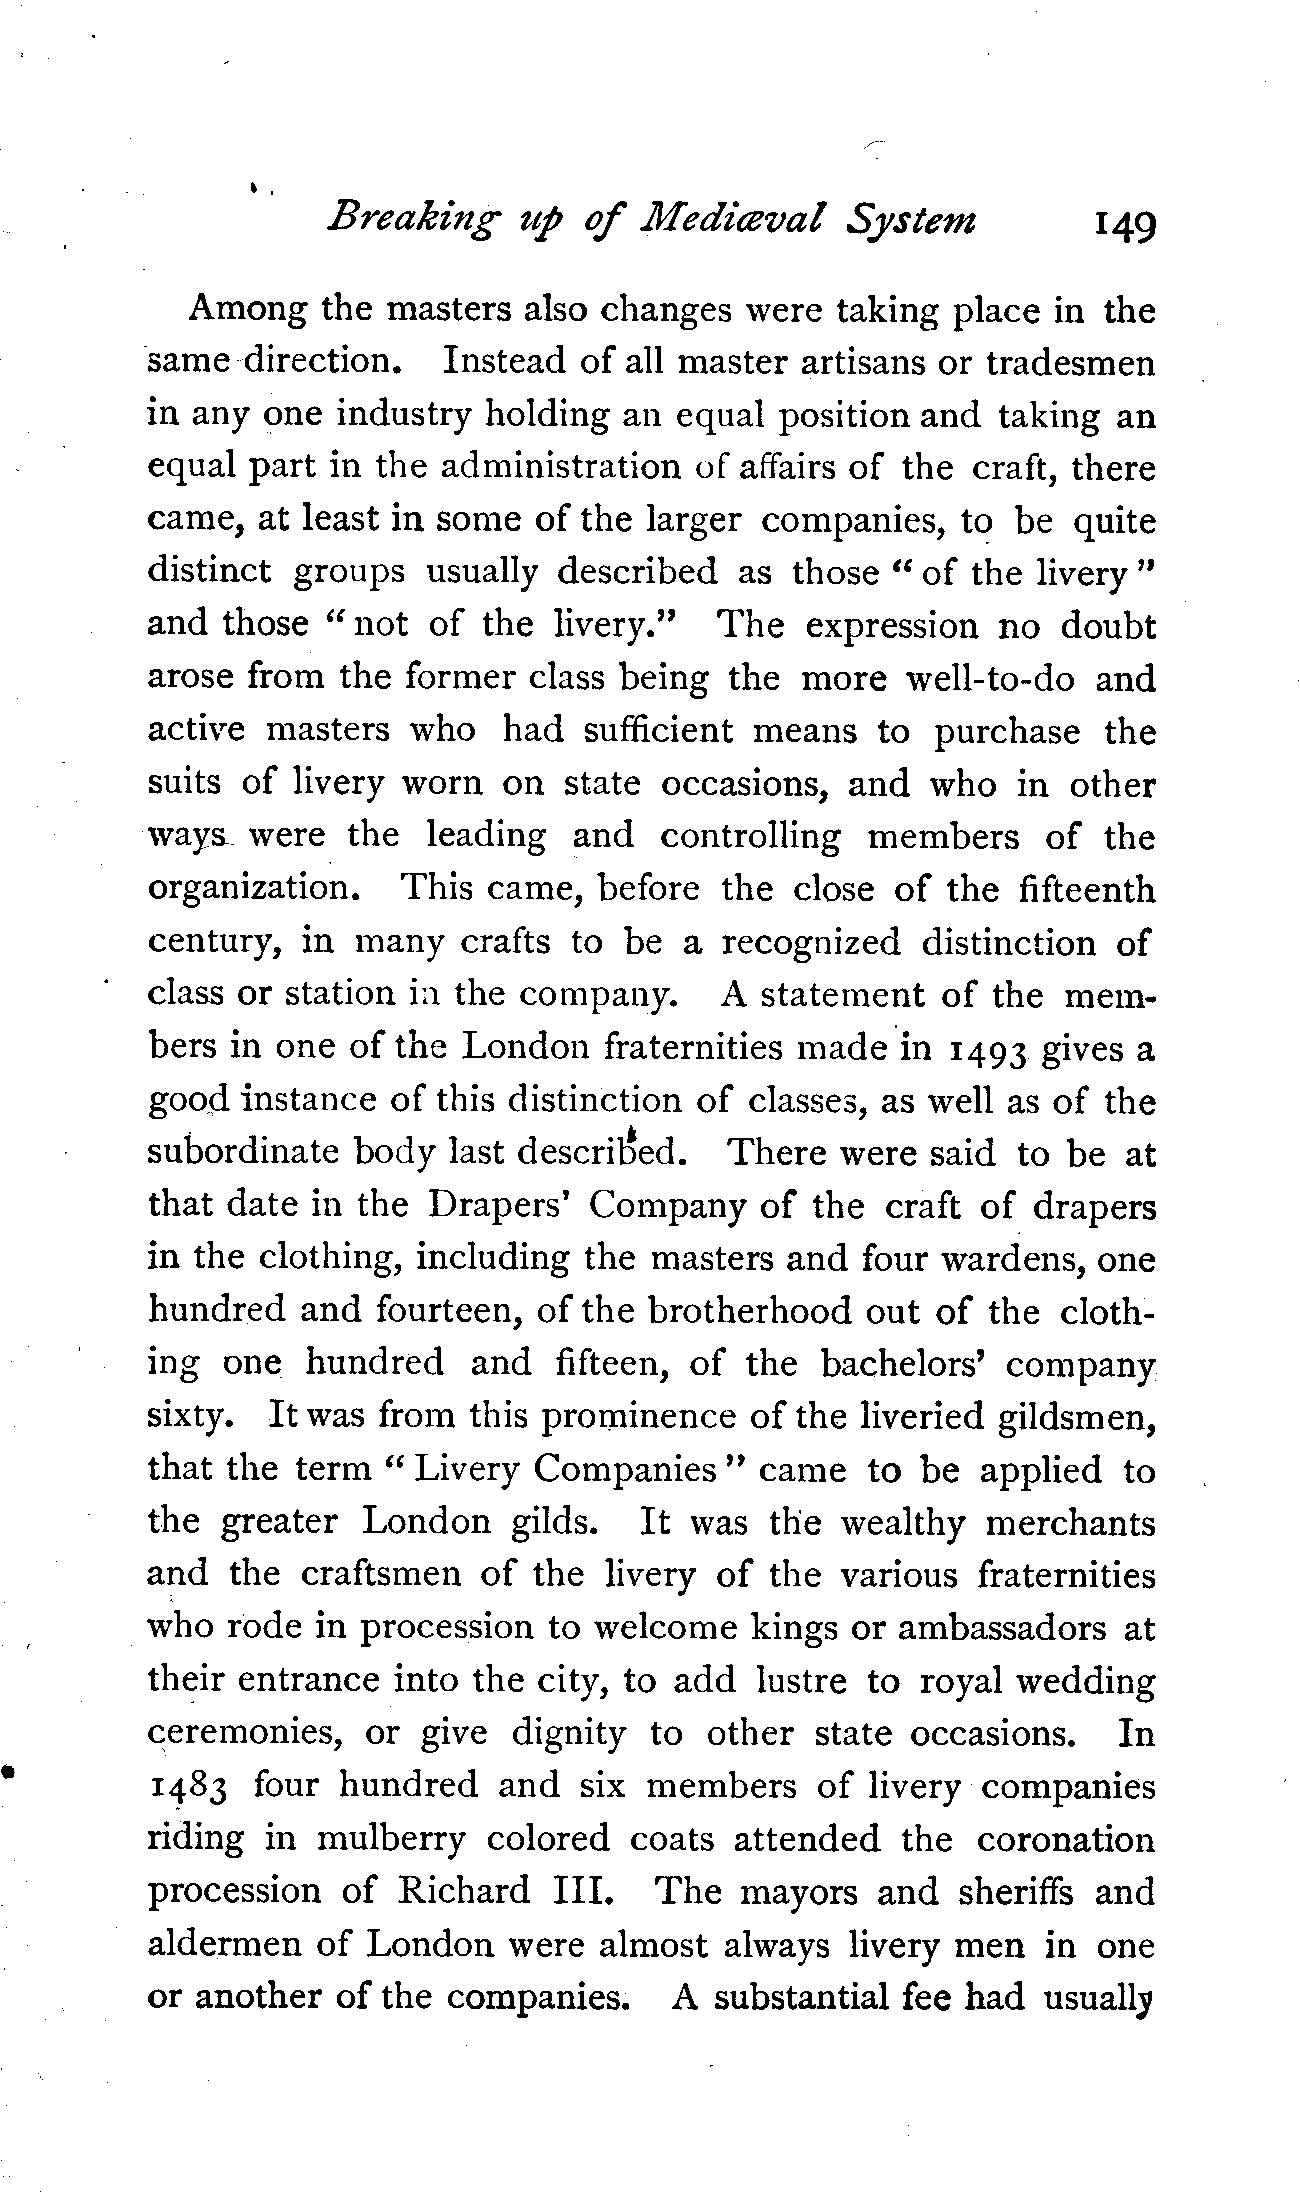 Breaking up of Mediæval System 149
Among the masters also changes were taking place in the
same direction. Instead of all master artisans or tradesmen
in any one industry holding an equal position and taking an
equal part in the administration of affairs of the craft, there
came, at least in some of the larger companies, to be quite
distinct groups usually described as those “ of the livery ”
and those “ not of the livery.” The expression no doubt
arose from the former class being the more well-to-do and
active masters who had sufficient means to purchase the
suits of livery worn on state occasions, and who in other
ways were the leading and controlling members of the
organization. This came, before the close of the fifteenth
century, in many crafts to be a recognized distinction of
class or station in the company. A statement of the mem-
bers in one of the London fraternities made in 1493 gives a
good instance of this distinction of classes, as well as of the
subordinate body last described. There were said to be at
that date in the Drapers’ Company of the craft of drapers
in the clothing, including the masters and four wardens, one
hundred and fourteen, of the brotherhood out of the cloth-
ing one hundred and fifteen, of the bachelors’ company
sixty. It was from this prominence of the liveried gildsmen,
that the term “ Livery Companies ” came to be applied to
the greater London gilds. It was the wealthy merchants
and the craftsmen of the livery of the various fraternities
who rode in procession to welcome kings or ambassadors at
their entrance into the city, to add lustre to royal wedding
ceremonies, or give dignity to other state occasions. In
1483 four hundred and six members of livery companies
riding in mulberry colored coats attended the coronation
procession of Richard III. The mayors and sheriffs and
aldermen of London were almost always livery men in one
or another of the companies. A substantial fee had usually